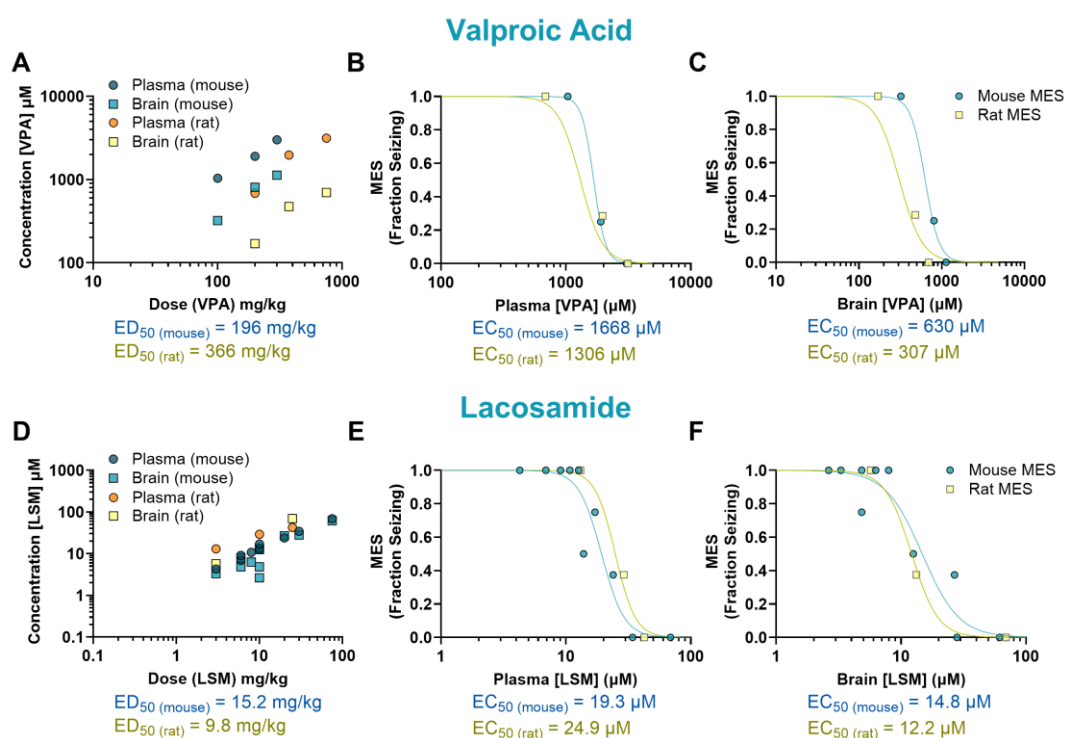 Valproic Acid
A
Plasma (mouse)
Brain (mouse)
Plasma (rat)
Brain (rat)
Concentration [VPA] µM
10000
1000
100
10
100
1000
Dose (VPA) mg/kg
ED50 (mouse) = 196 mg/kg
ED50 (rat) = 366 mg/kg
B
MES
(Fraction Seizing)
1.0
0.8
0.6
0.4
0.2
0.0
100
1000
10000
Plasma [VPA] (µM)
EC50 (mouse) = 1668 µM
EC50 (rat) = 1306 µM
C
Mouse MES
Rat MES
MES
(Fraction Seizing)
1.0
0.8
0.6
0.4
0.2
0.0
10
100
1000
10000
Brain [VPA] (µM)
EC50 (mouse) = 630 µM
EC50 (rat) = 307 µM
Lacosamide
D
Plasma (mouse)
Brain (mouse)
Plasma (rat)
Brain (rat)
Concentration [LSM] µM
1000
100
10
1
0.1
0.1
1
10
100
Dose (LSM) mg/kg
ED50 (mouse) = 15.2 mg/kg
ED50 (rat) = 9.8 mg/kg
E
MES
(Fraction Seizing)
1.0
0.8
0.6
0.4
0.2
0.0
1
10
100
Plasma [LSM] (µM)
EC50 (mouse) = 19.3 µM
EC50 (rat) = 24.9 µM
F
Mouse MES
Rat MES
MES
(Fraction Seizing)
1.0
0.8
0.6
0.4
0.2
0.0
1
10
100
Brain [LSM] (µM)
EC50 (mouse) = 14.8 µM
EC50 (rat) = 12.2 µM